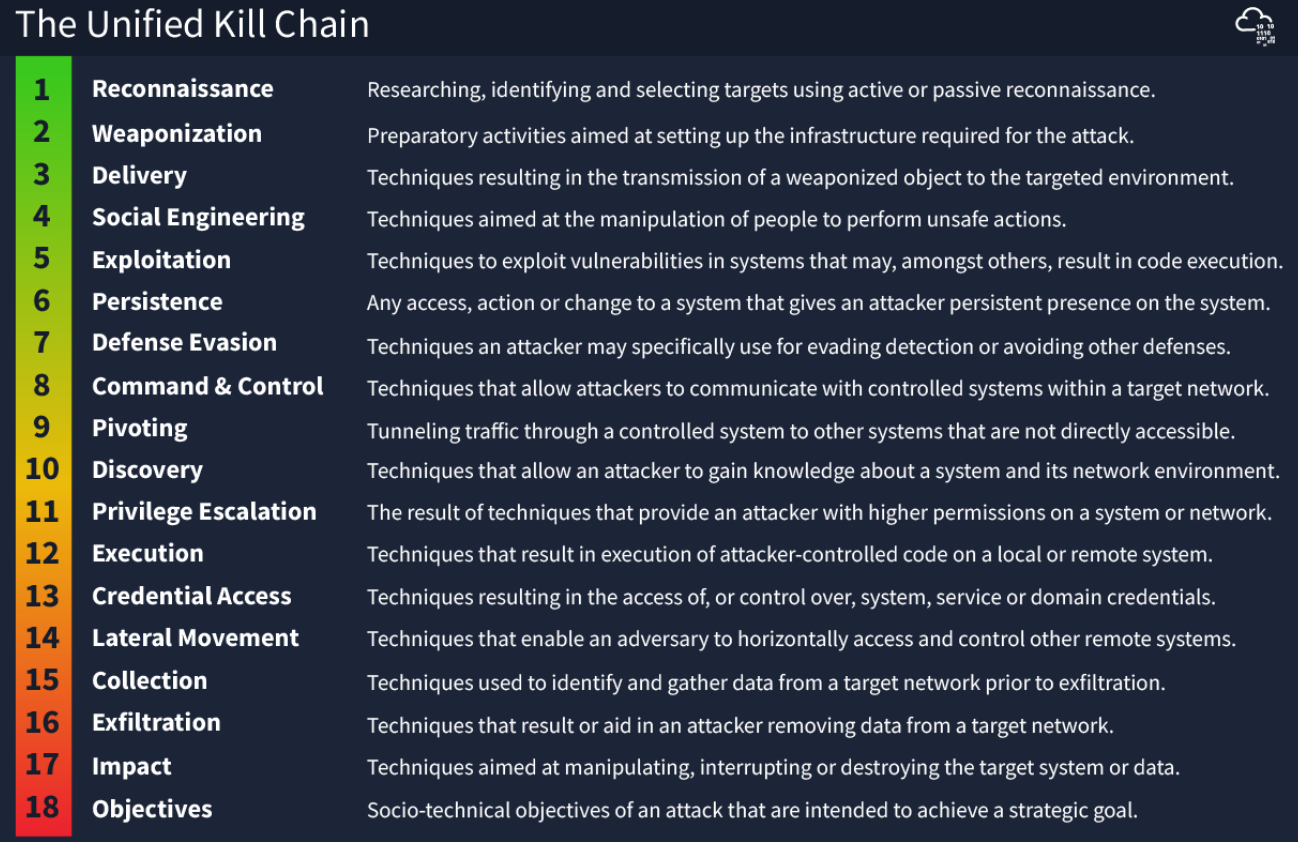 The Unified Kill Chain
1 Reconnaissance Researching, identifying and selecting targets using active or passive reconnaissance.
2 Weaponization Preparatory activities aimed at setting up the infrastructure required for the attack.
3 Delivery Techniques resulting in the transmission of a weaponized object to the targeted environment.
4 Social Engineering Techniques aimed at the manipulation of people to perform unsafe actions.
5 Exploitation Techniques to exploit vulnerabilities in systems that may, amongst others, result in code execution.
6 Persistence Any access, action or change to a system that gives an attacker persistent presence on the system.
7 Defense Evasion Techniques an attacker may specifically use for evading detection or avoiding other defenses.
8 Command & Control Techniques that allow attackers to communicate with controlled systems within a target network.
9 Pivoting Tunneling traffic through a controlled system to other systems that are not directly accessible.
10 Discovery Techniques that allow an attacker to gain knowledge about a system and its network environment.
11 Privilege Escalation The result of techniques that provide an attacker with higher permissions on a system or network.
12 Execution Techniques that result in execution of attacker-controlled code on a local or remote system.
13 Credential Access Techniques resulting in the access of, or control over, system, service or domain credentials.
14 Lateral Movement Techniques that enable an adversary to horizontally access and control other remote systems.
15 Collection Techniques used to identify and gather data from a target network prior to exfiltration.
16 Exfiltration Techniques that result or aid in an attacker removing data from a target network.
17 Impact Techniques aimed at manipulating, interrupting or destroying the target system or data.
18 Objectives Socio-technical objectives of an attack that are intended to achieve a strategic goal.